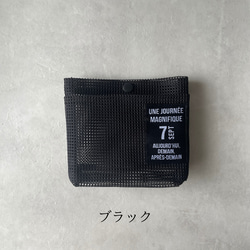 UNE JOURNÉE
MAGNIFIQUE
7 SEPT
AUJOURD'HUI,
DEMAIN,
APRÈS-DEMAIN
ブラック